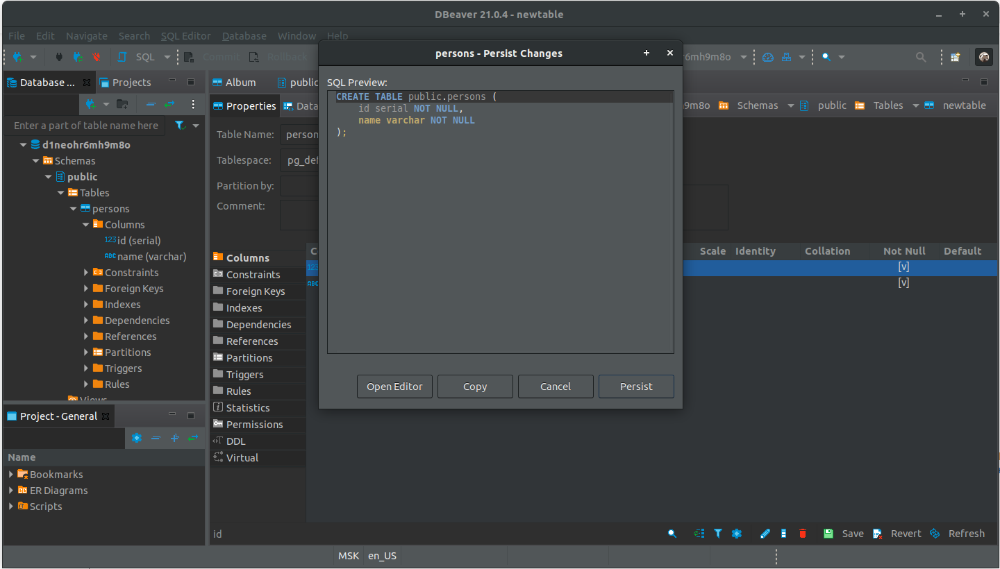 DBeaver 21.0.4 - newtable
File Edit Navigate Search SQL Editor Database Window Help
SQL Commit Rollback r6mh9m8o
Database ... Projects
Album public
Enter a part of table name here
d1neohr6mh9m8o
Schemas
public
Tables
persons
Columns
123 id (serial)
ABC name (varchar)
Constraints
Foreign Keys
Indexes
Dependencies
References
Partitions
Triggers
Rules
Views
Project - General
Name
Bookmarks
ER Diagrams
Scripts
Properties Data
9m8o Schemas public Tables newtable
Table Name: person
Tablespace: pg_def
Partition by:
Comment:
Columns
Constraints
Foreign Keys
Indexes
Dependencies
References
Partitions
Triggers
Rules
Statistics
Permissions
DDL
Virtual
C Scale Identity Collation Not Null Default
123 [v]
ABC [v]
persons - Persist Changes
SQL Preview:
CREATE TABLE public.persons (
id serial NOT NULL,
name varchar NOT NULL
);
Open Editor Copy Cancel Persist
id Save Revert Refresh
MSK en_US